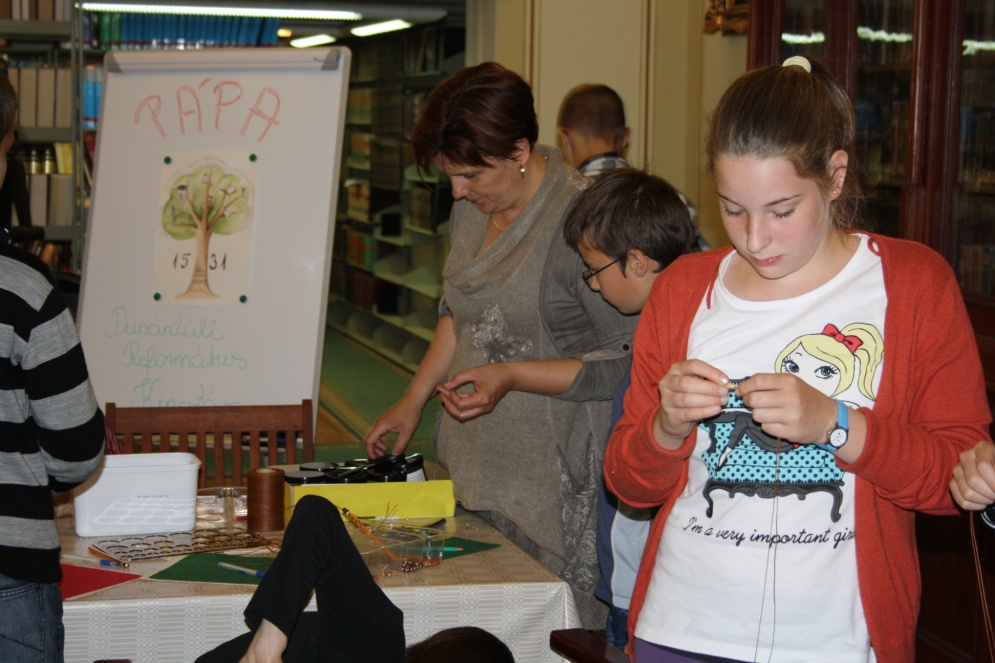 PÁPA
1531
Dunántúli
Református
I'm a very important girl